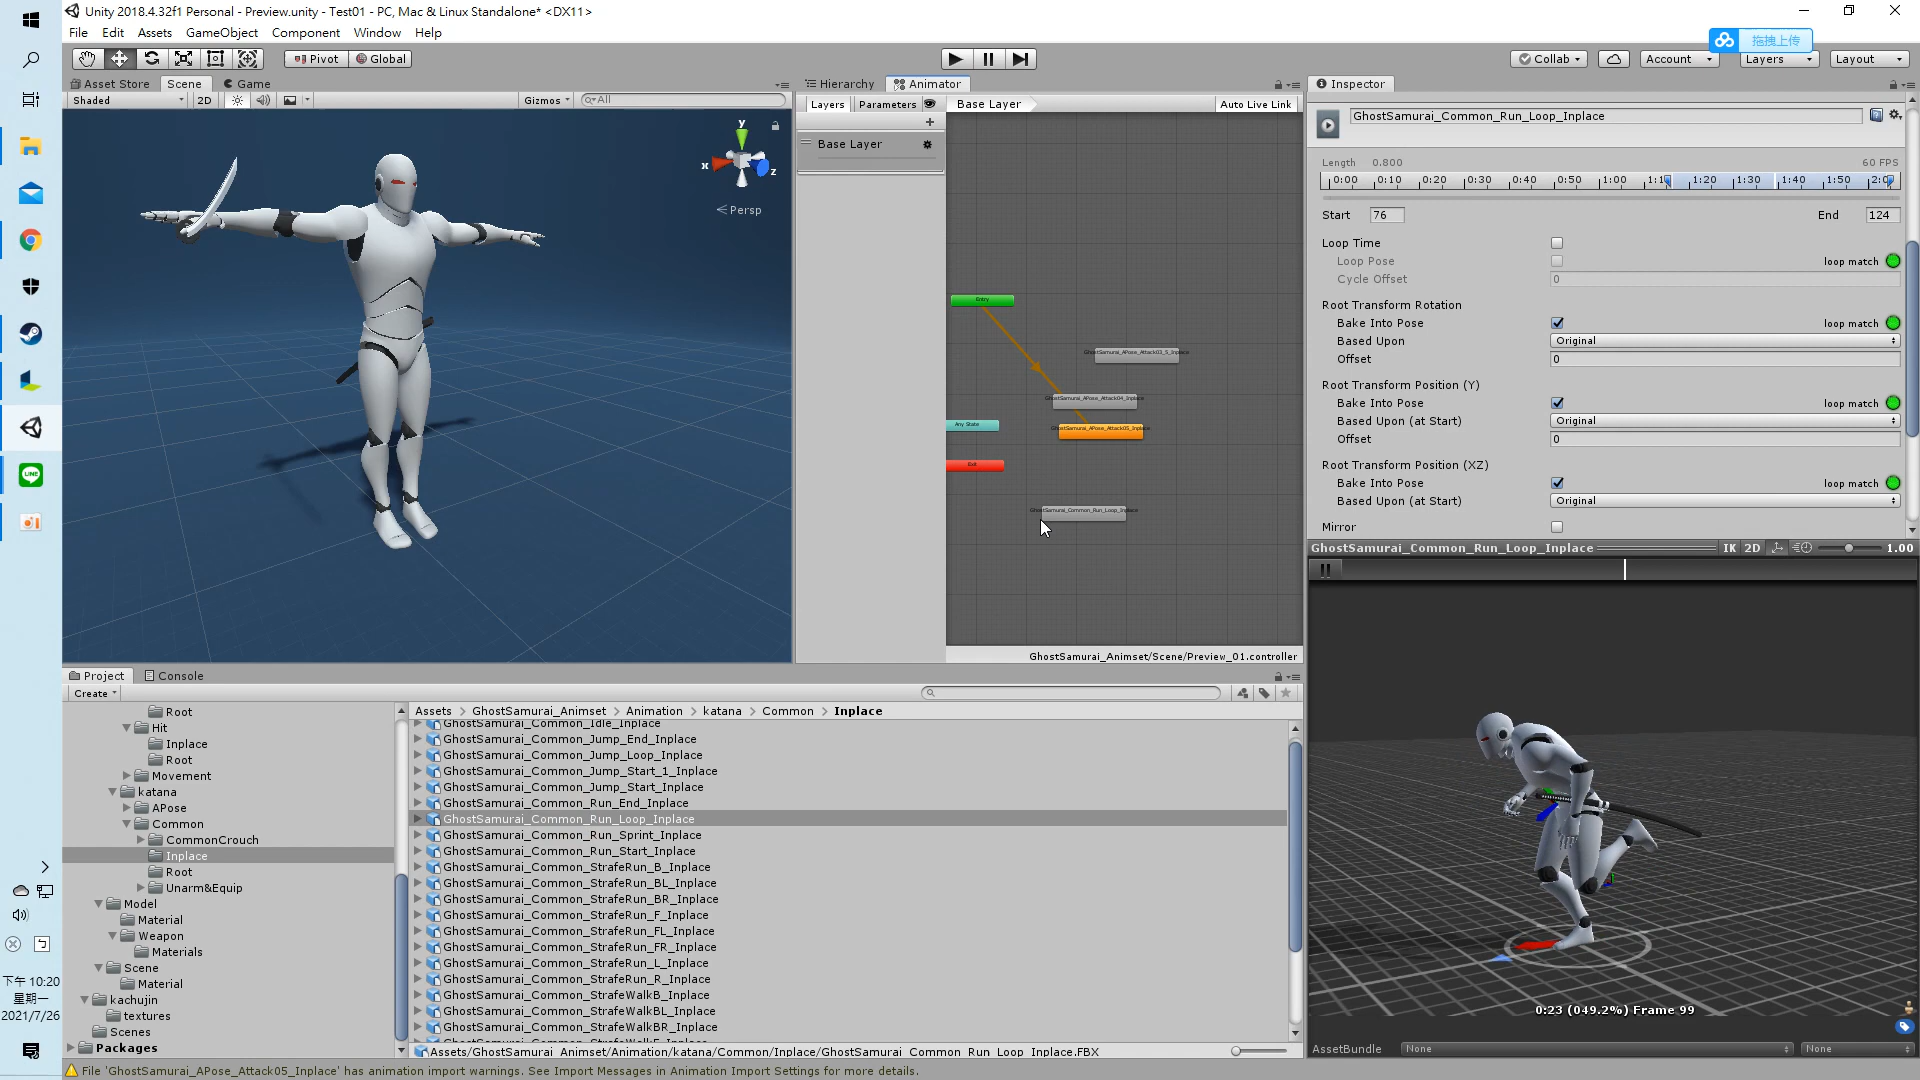 Unity 2018.4.32f1 Personal - Preview.unity - Test01 - PC, Mac & Linux Standalone* <DX11>
File Edit Assets GameObject Component Window Help
拖拽上传
Pivot Global
Collab Account Layers Layout
Asset Store Scene Game
Shaded 2D Gizmos All
y
x
z
Persp
Hierarchy Animator
Layers Parameters Base Layer Auto Live Link
Base Layer
Entry
GhostSamurai_APose_Attack03_5_Inplace
GhostSamurai_APose_Attack04_Inplace
Any State
GhostSamurai_APose_Attack05_Inplace
Exit
GhostSamurai_Common_Run_Loop_Inplace
GhostSamurai_Animset/Scene/Preview_01.controller
Inspector
GhostSamurai_Common_Run_Loop_Inplace
Length 0.800 60 FPS
0:00 0:10 0:20 0:30 0:40 0:50 1:00 1:1 1:20 1:30 1:40 1:50 2:0
Start 76 End 124
Loop Time
Loop Pose loop match
Cycle Offset 0
Root Transform Rotation
Bake Into Pose loop match
Based Upon Original
Offset 0
Root Transform Position (Y)
Bake Into Pose loop match
Based Upon (at Start) Original
Offset 0
Root Transform Position (XZ)
Bake Into Pose loop match
Based Upon (at Start) Original
Mirror
GhostSamurai_Common_Run_Loop_Inplace IK 2D 1.00
0:23 (049.2%) Frame 99
AssetBundle None None
Project Console
Create
Root
Hit
Inplace
Root
Movement
katana
APose
Common
CommonCrouch
Inplace
Root
Unarm&Equip
Model
Material
Weapon
Materials
Scene
Material
kachujin
textures
Scenes
Packages
Assets GhostSamurai_Animset Animation katana Common Inplace
GhostSamurai_Common_Idle_Inplace
GhostSamurai_Common_Jump_End_Inplace
GhostSamurai_Common_Jump_Loop_Inplace
GhostSamurai_Common_Jump_Start_1_Inplace
GhostSamurai_Common_Jump_Start_Inplace
GhostSamurai_Common_Run_End_Inplace
GhostSamurai_Common_Run_Loop_Inplace
GhostSamurai_Common_Run_Sprint_Inplace
GhostSamurai_Common_Run_Start_Inplace
GhostSamurai_Common_StrafeRun_B_Inplace
GhostSamurai_Common_StrafeRun_BL_Inplace
GhostSamurai_Common_StrafeRun_BR_Inplace
GhostSamurai_Common_StrafeRun_F_Inplace
GhostSamurai_Common_StrafeRun_FL_Inplace
GhostSamurai_Common_StrafeRun_FR_Inplace
GhostSamurai_Common_StrafeRun_L_Inplace
GhostSamurai_Common_StrafeRun_R_Inplace
GhostSamurai_Common_StrafeWalkB_Inplace
GhostSamurai_Common_StrafeWalkBL_Inplace
GhostSamurai_Common_StrafeWalkBR_Inplace
Assets/GhostSamurai_Animset/Animation/katana/Common/Inplace/GhostSamurai_Common_Run_Loop_Inplace.FBX
File 'GhostSamurai_APose_Attack05_Inplace' has animation import warnings. See Import Messages in Animation Import Settings for more details.
LINE
下午 10:20
星期一
2021/7/26